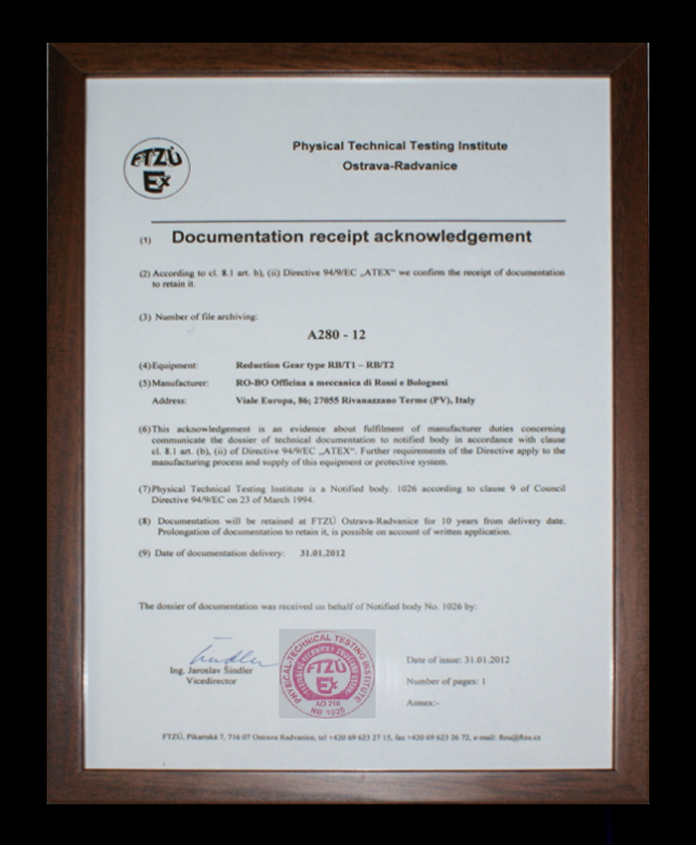 FTZÚ
Ex
Physical Technical Testing Institute
Ostrava-Radvanice
(1) Documentation receipt acknowledgement
(2) According to cl. 8.1 art. b), (ii) Directive 94/9/EC „ATEX“ we confirm the receipt of documentation
to retain it.
(3) Number of file archiving:
A280 - 12
(4)Equipment: Reduction Gear type RB/T1 – RB/T2
(5)Manufacturer: RO-BO Officina a meccanica di Rossi e Bolognesi
Address: Viale Europa, 86; 27055 Rivanazzano Terme (PV), Italy
(6)This acknowledgement is an evidence about fulfilment of manufacturer duties concerning
communicate the dossier of technical documentation to notified body in accordance with clause
cl. 8.1 art. (b), (ii) of Directive 94/9/EC „ATEX“. Further requirements of the Directive apply to the
manufacturing process and supply of this equipment or protective system.
(7)Physical Technical Testing Institute is a Notified body. 1026 according to clause 9 of Council
Directive 94/9/EC on 23 of March 1994.
(8) Documentation will be retained at FTZÚ Ostrava-Radvanice for 10 years from delivery date.
Prolongation of documentation to retain it, is possible on account of written application.
(9) Date of documentation delivery: 31.01.2012
The dossier of documentation was received on behalf of Notified body No. 1026 by:
Ing. Jaroslav Šindler
Vicedirector
PHYSICAL-TECHNICAL TESTING INSTITUTE
FTZÚ
Ex
AO 210
NB 1026
Date of issue: 31.01.2012
Number of pages: 1
Annex:-
FTZÚ, Pikartská 7, 716 07 Ostrava Radvanice, tel +420 69 623 27 15, fax +420 69 623 26 72, e-mail: ftzu@ftzu.cz